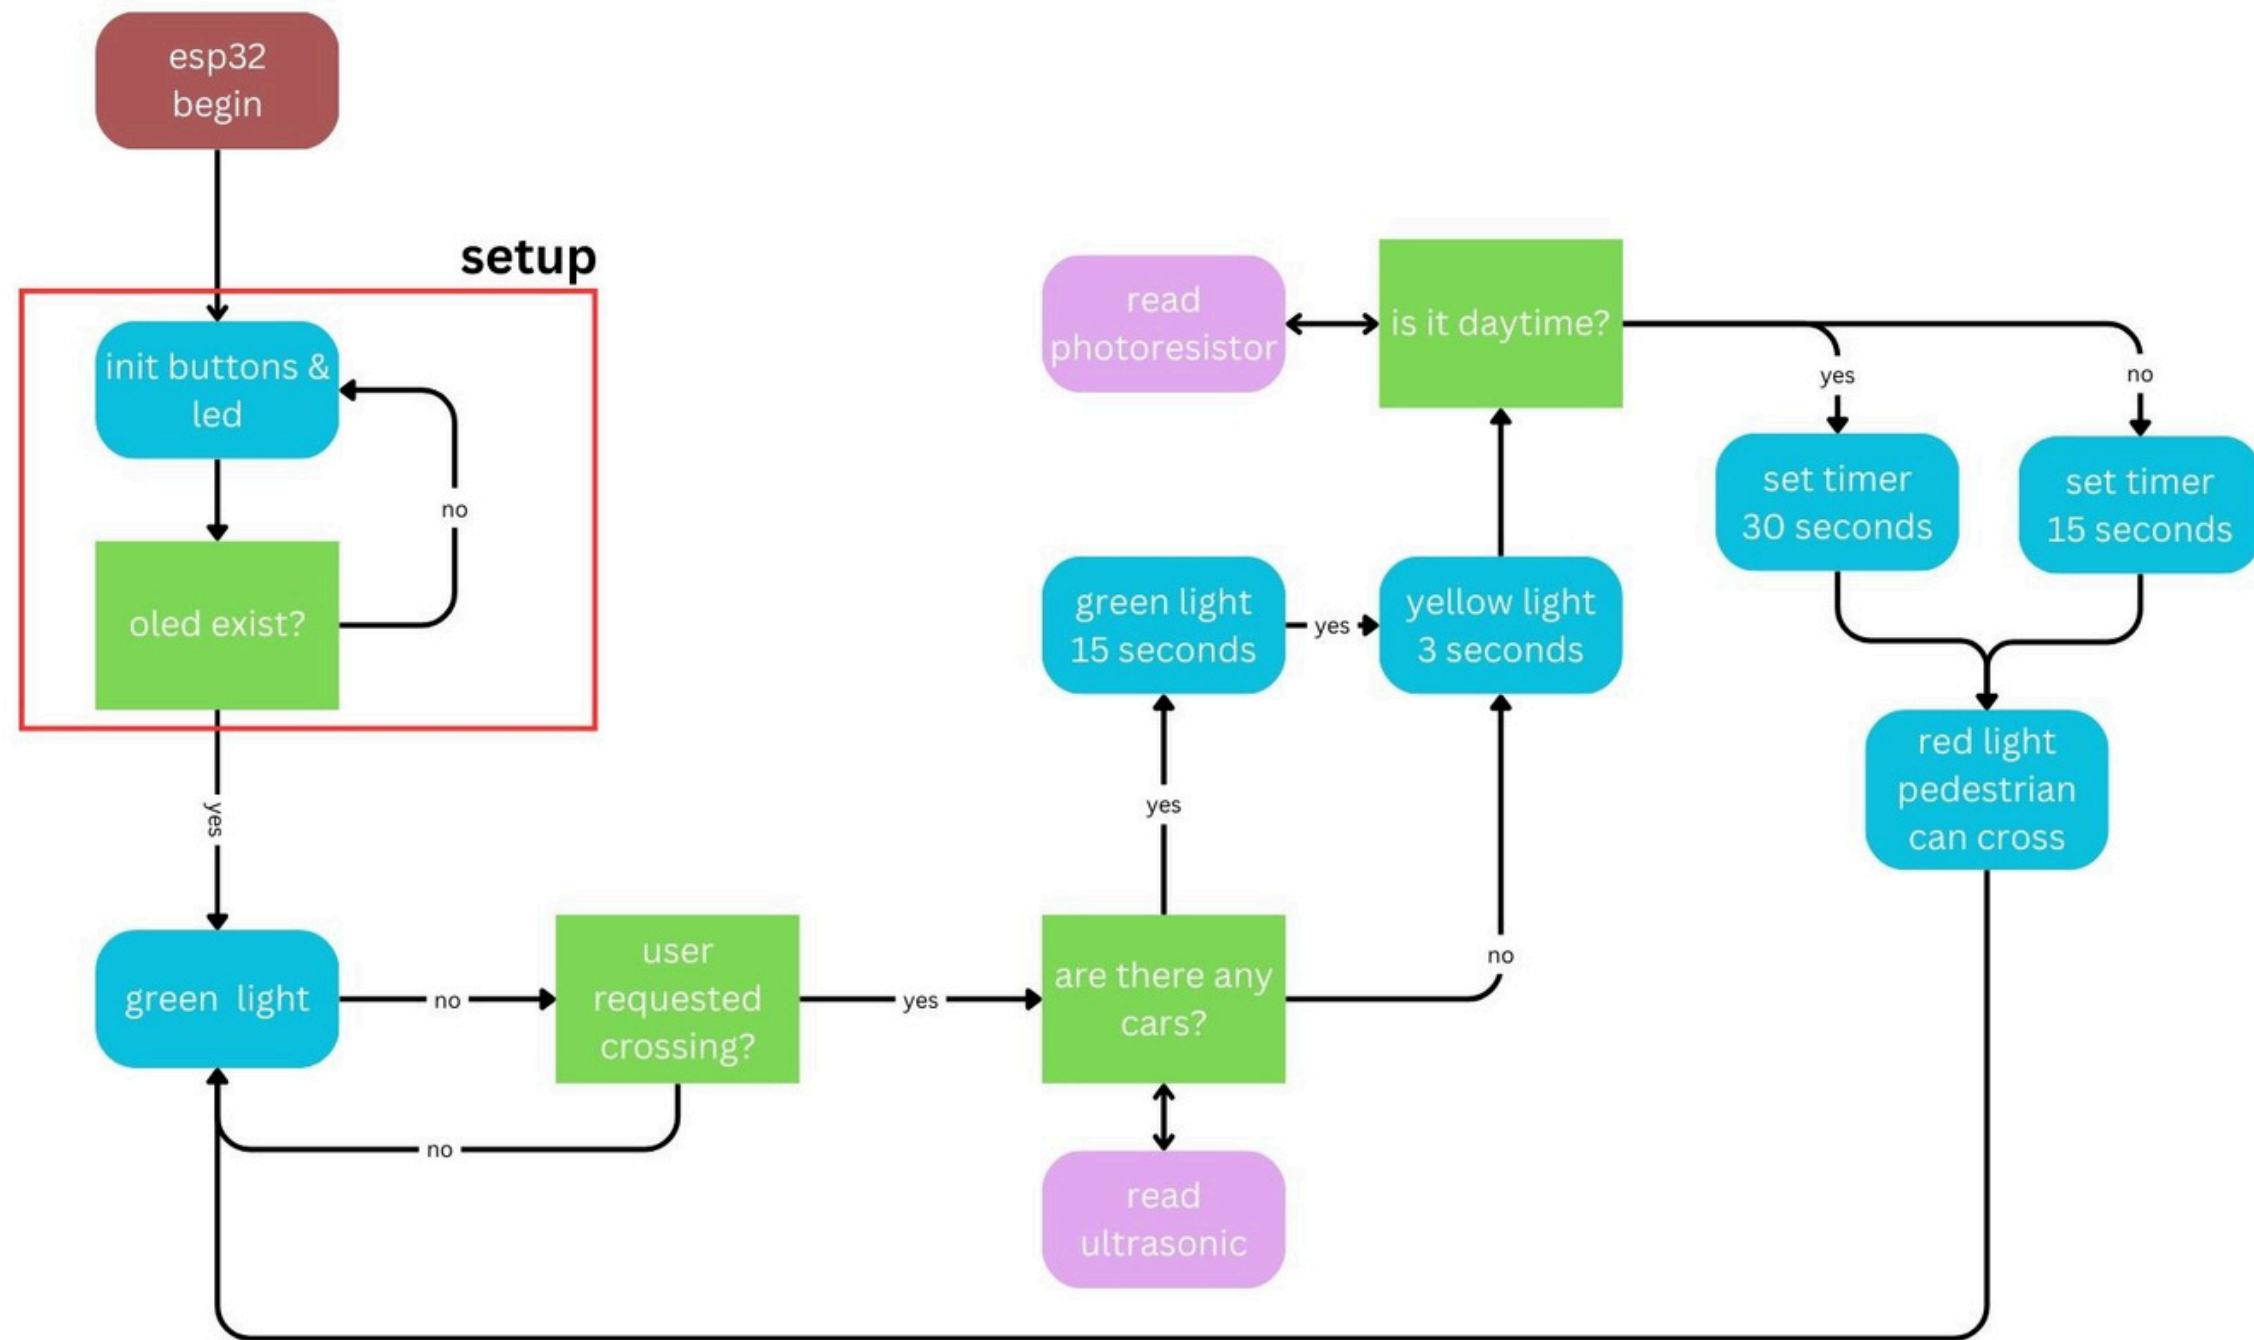 esp32
begin
setup
init buttons &
led
no
oled exist?
yes
green light
no
user
requested
crossing?
no
yes
are there any
cars?
read
ultrasonic
yes
no
green light
15 seconds
yes
yellow light
3 seconds
read
photoresistor
is it daytime?
yes
no
set timer
30 seconds
set timer
15 seconds
red light
pedestrian
can cross